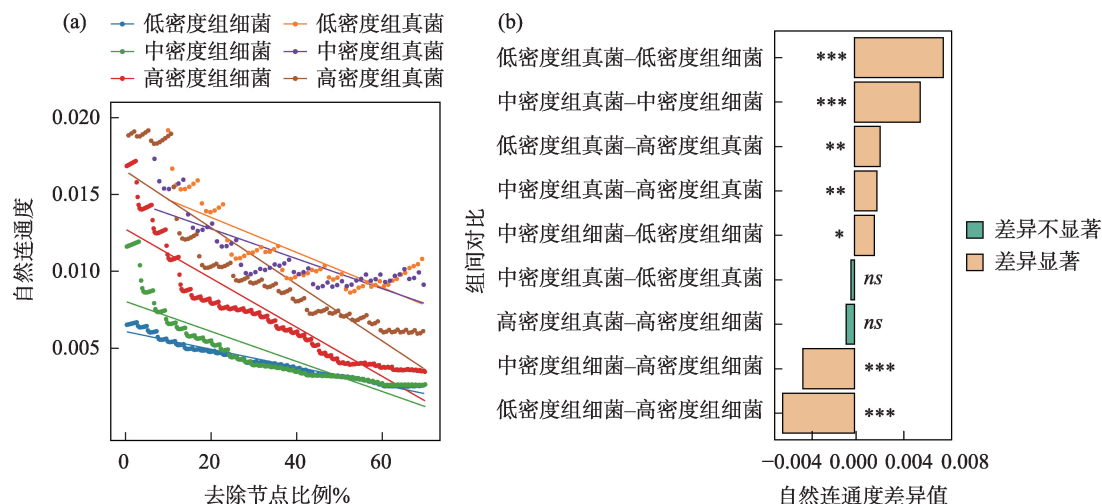 (a)
低密度组细菌 低密度组真菌
中密度组细菌 中密度组真菌
高密度组细菌 高密度组真菌
0.020
0.015
0.010
0.005
自然连通度
0 20 40 60
去除节点比例%
(b)
低密度组真菌–低密度组细菌 ***
中密度组真菌–中密度组细菌 ***
低密度组真菌–高密度组真菌 **
中密度组真菌–高密度组真菌 **
中密度组细菌–低密度组细菌 *
中密度组真菌–低密度组真菌 ns
高密度组真菌–高密度组细菌 ns
中密度组细菌–高密度组细菌 ***
低密度组细菌–高密度组细菌 ***
组间对比
−0.004 0.000 0.004 0.008
自然连通度差异值
差异不显著
差异显著